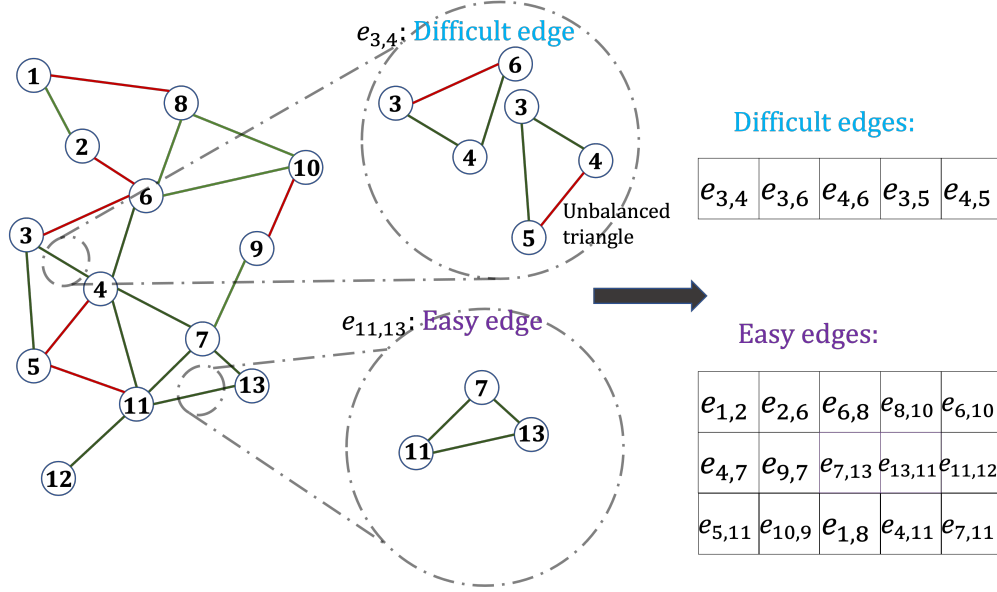 e3,4: Difficult edge
1
8
2
10
6
3
9
4
7
5
13
11
12
6
3
3
4
4
Unbalanced
triangle
5
e11,13: Easy edge
7
13
11
Difficult edges:
e3,4 e3,6 e4,6 e3,5 e4,5
Easy edges:
e1,2 e2,6 e6,8 e8,10 e6,10
e4,7 e9,7 e7,13 e13,11 e11,12
e5,11 e10,9 e1,8 e4,11 e7,11